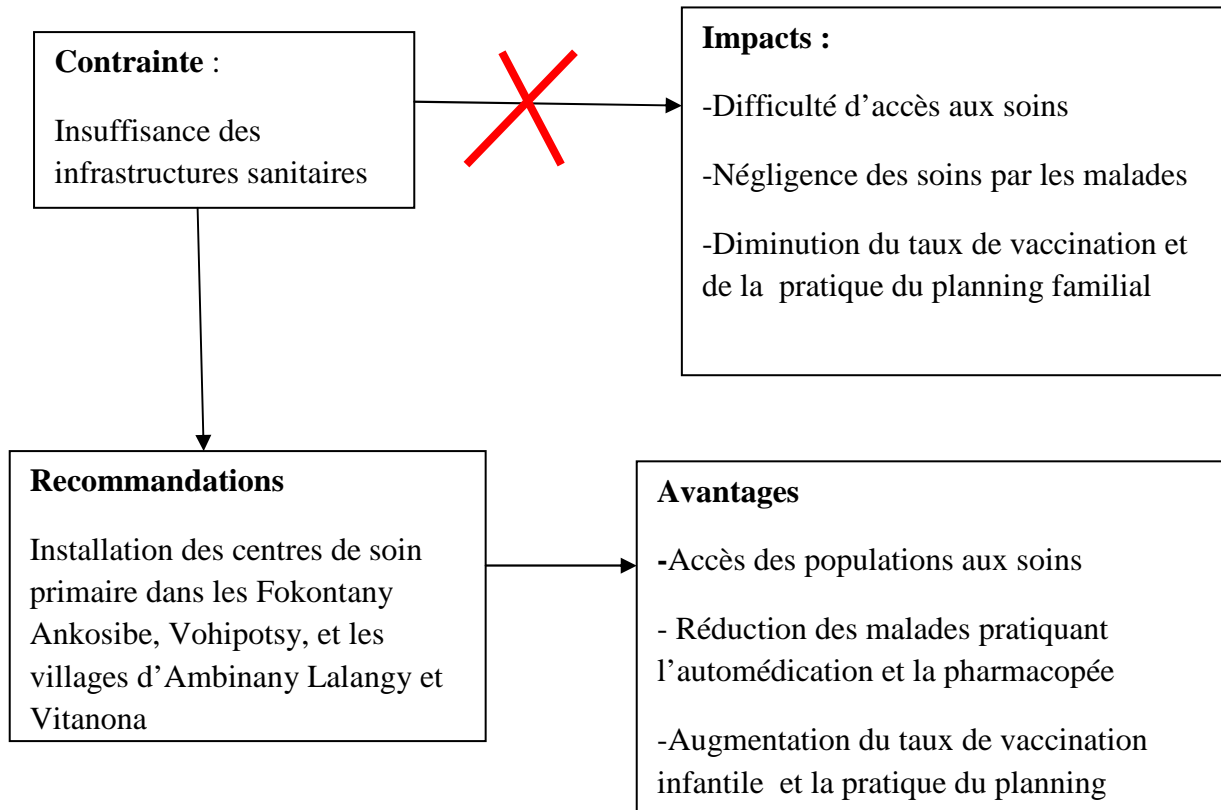 Contrainte :
Insuffisance des
infrastructures sanitaires
Impacts :
-Difficulté d’accès aux soins
-Négligence des soins par les malades
-Diminution du taux de vaccination et
de la pratique du planning familial
Recommandations
Installation des centres de soin
primaire dans les Fokontany
Ankosibe, Vohipotsy, et les
villages d’Ambinany Lalangy et
Vitanona
Avantages
-Accès des populations aux soins
- Réduction des malades pratiquant
l’automédication et la pharmacopée
-Augmentation du taux de vaccination
infantile et la pratique du planning